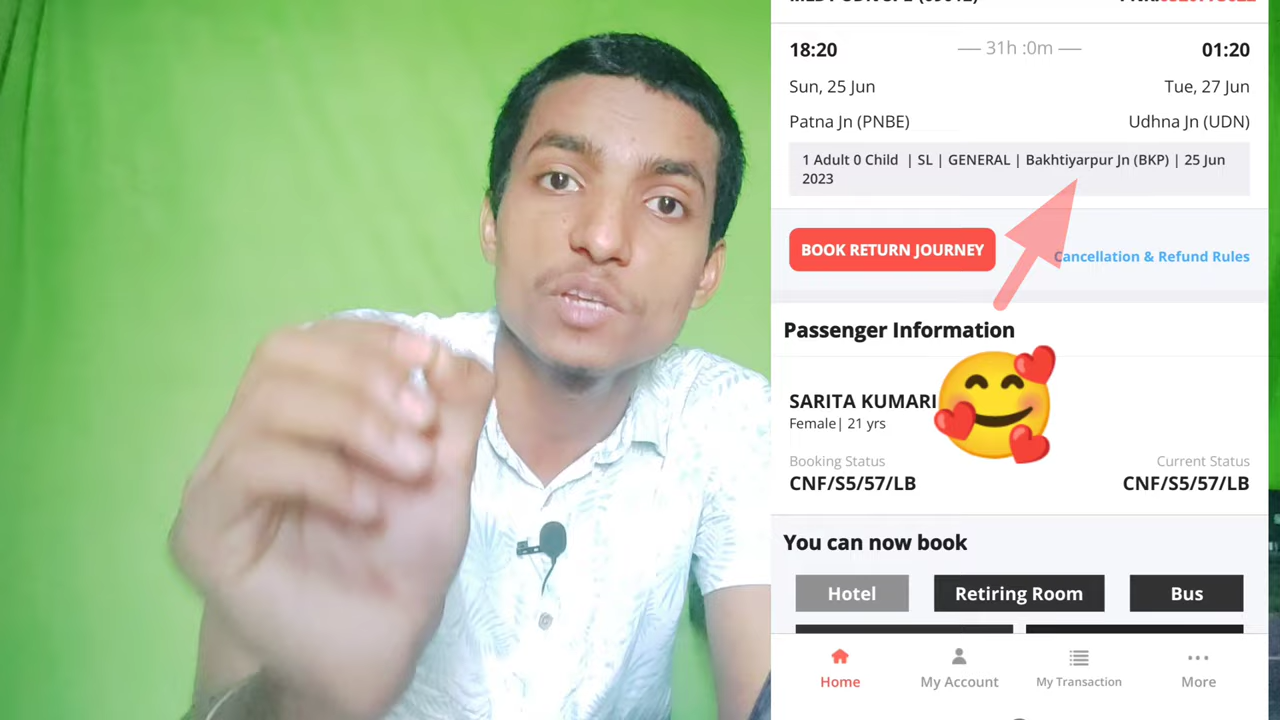 18:20
31h :0m
01:20
Sun, 25 Jun
Tue, 27 Jun
Patna Jn (PNBE)
Udhna Jn (UDN)
1 Adult 0 Child | SL | GENERAL | Bakhtiyarpur Jn (BKP) | 25 Jun
2023
BOOK RETURN JOURNEY
Cancellation & Refund Rules
Passenger Information
SARITA KUMARI
Female| 21 yrs
Booking Status
Current Status
CNF/S5/57/LB
CNF/S5/57/LB
You can now book
Hotel
Retiring Room
Bus
Home
My Account
My Transaction
More